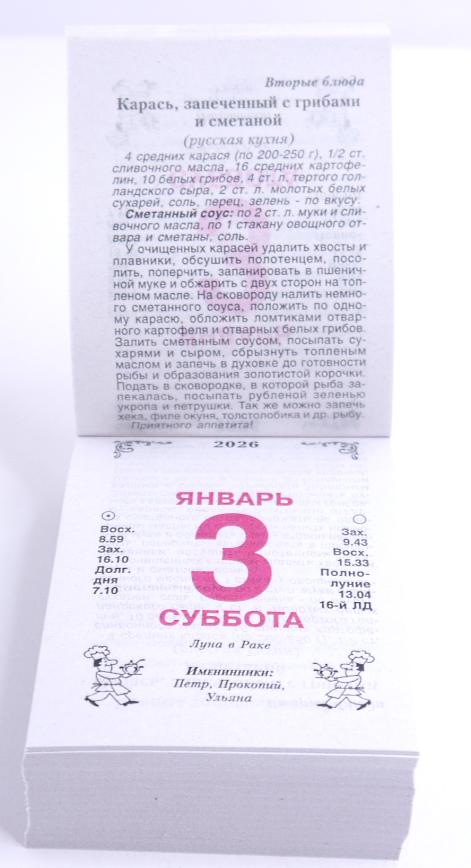 Вторые блюда
Карась, запеченный с грибами
и сметаной
(русская кухня)
4 средних карася (по 200-250 г), 1/2 ст.
сливочного масла, 16 средних картофе-
лин, 10 белых грибов, 4 ст. л. тертого гол-
ландского сыра, 2 ст. л. молотых белых
сухарей, соль, перец, зелень - по вкусу.
Сметанный соус: по 2 ст. л. муки и сли-
вочного масла, по 1 стакану овощного от-
вара и сметаны, соль.
У очищенных карасей удалить хвосты и
плавники, обсушить полотенцем, посо-
лить, поперчить, запанировать в пшенич-
ной муке и обжарить с двух сторон на топ-
леном масле. На сковороду налить немно-
го сметанного соуса, положить по одно-
му карасю, обложить ломтиками отвар-
ного картофеля и отварных белых грибов.
Залить сметанным соусом, посыпать су-
харями и сыром, сбрызнуть топленым
маслом и запечь в духовке до готовности
рыбы и образования золотистой корочки.
Подать в сковородке, в которой рыба за-
пекалась, посыпать рубленой зеленью
укропа и петрушки. Так же можно запечь
хека, филе окуня, толстолобика и др. рыбу.
Приятного аппетита!
2026
ЯНВАРЬ
3
СУББОТА
Восх.
8.59
Зах.
16.10
Долг.
дня
7.10
Зах.
9.43
Восх.
15.33
Полно-
луние
13.04
16-й ЛД
Луна в Раке
Именинники:
Петр, Прокопий,
Ульяна